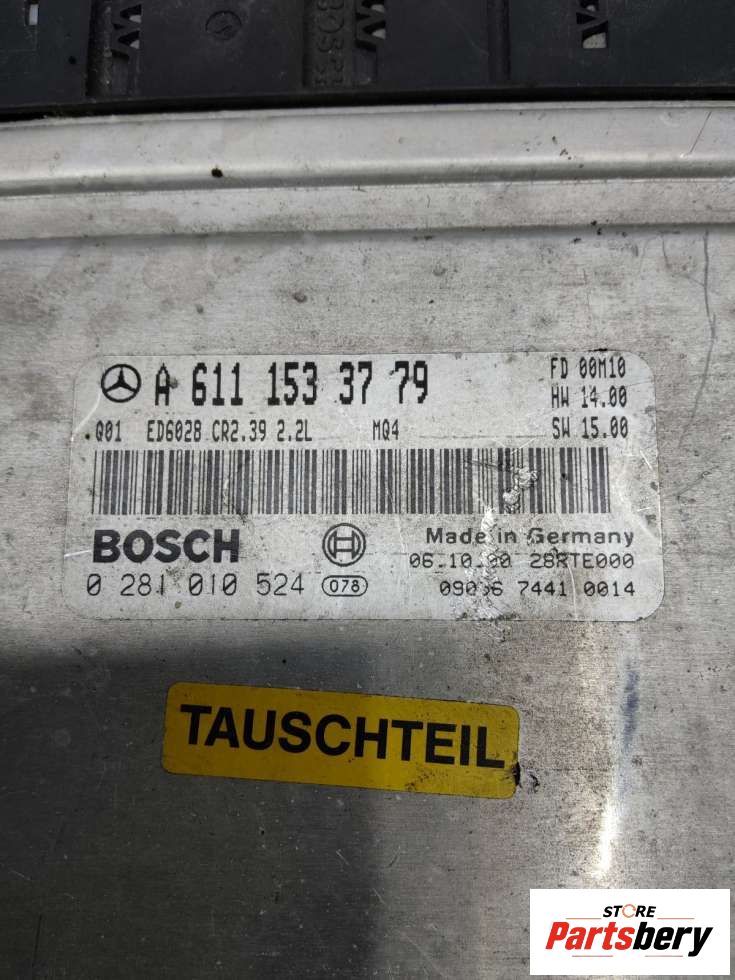 A 611 153 37 79
FD 00M10
HW 14.00
Q01 ED6028 CR2.39 2.2L MQ4
SW 15.00
BOSCH
Made in Germany
28RTE000
0 281 010 524 078
7441 0014
TAUSCHTEIL
STORE
Partsbery